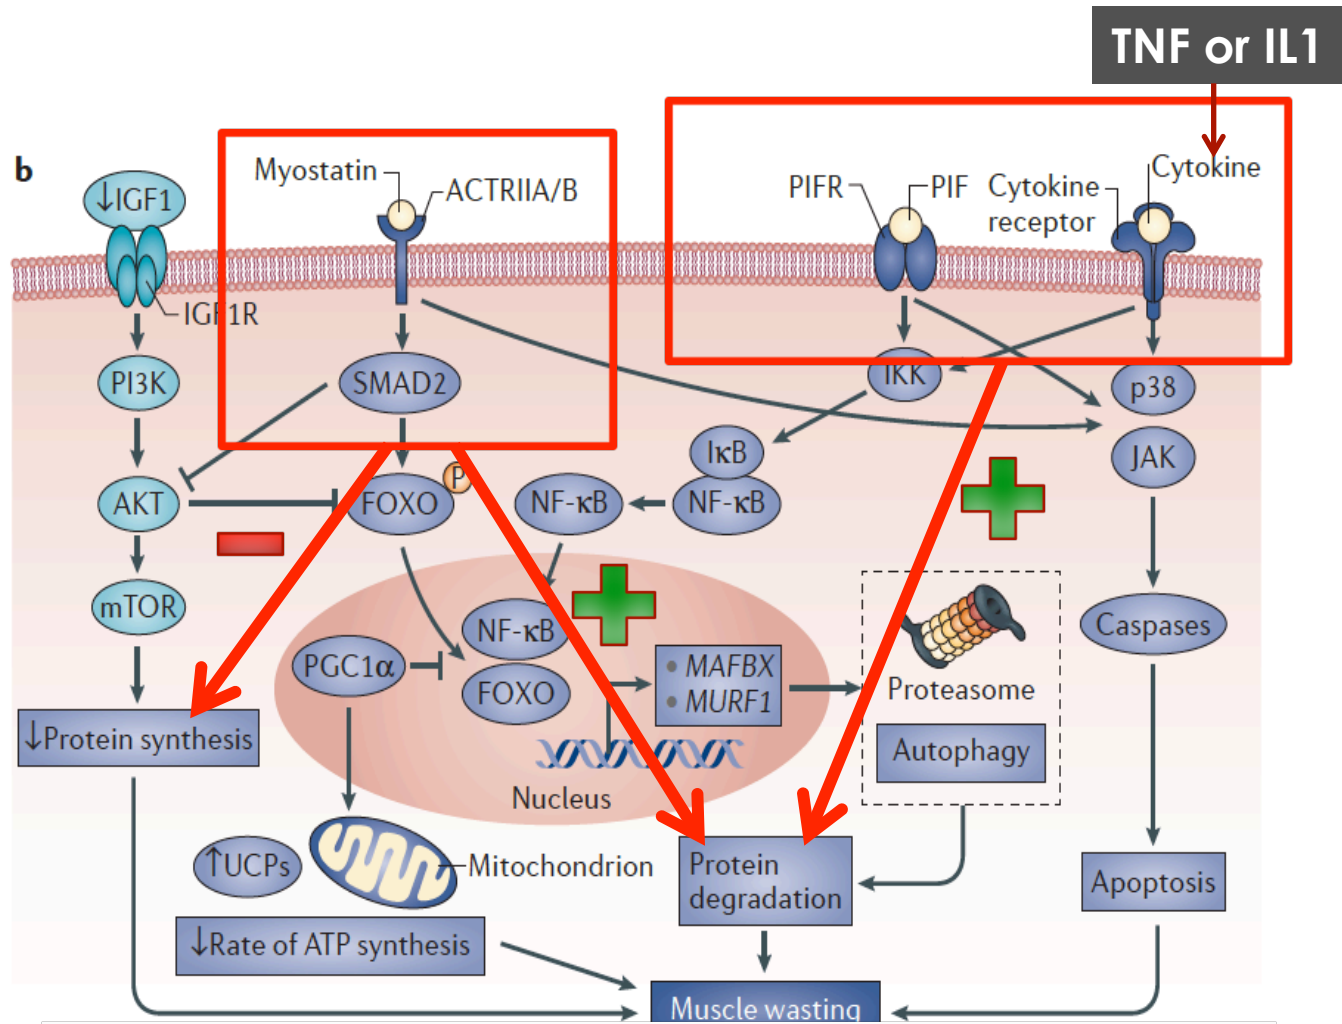 TNF or IL1
b
↓IGF1
Myostatin
ACTRIIA/B
PIFR
PIF
Cytokine
receptor
Cytokine
IGF1R
PI3K
SMAD2
IKK
p38
JAK
IκB
NF-κB
NF-κB
AKT
FOXO
P
mTOR
NF-κB
FOXO
PGC1α
• MAFBX
• MURF1
Proteasome
Autophagy
Caspases
↓Protein synthesis
Nucleus
↑UCPs
Mitochondrion
Protein
degradation
Apoptosis
↓Rate of ATP synthesis
Muscle wasting